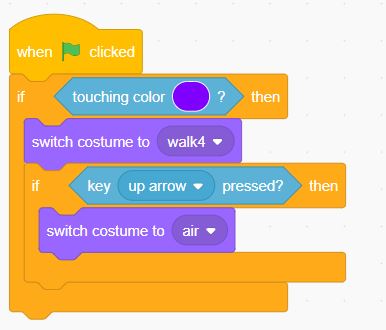 when clicked
if touching color ? then
switch costume to walk4
if key up arrow pressed? then
switch costume to air